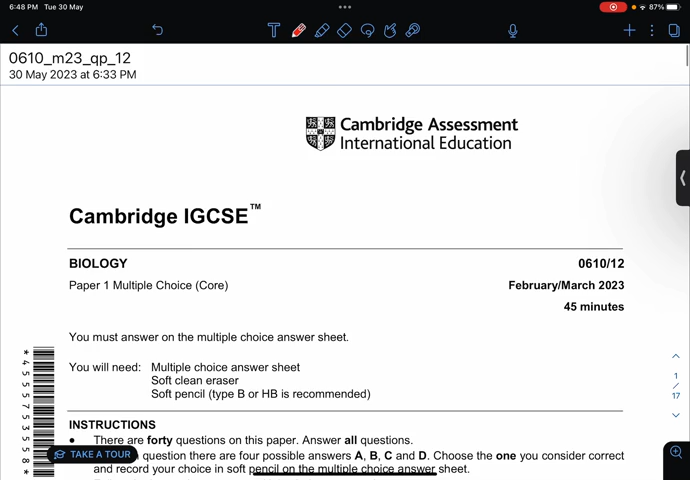 6:48 PM Tue 30 May
87%
0610_m23_qp_12
30 May 2023 at 6:33 PM
Cambridge Assessment
International Education
Cambridge IGCSE™
BIOLOGY 0610/12
Paper 1 Multiple Choice (Core) February/March 2023
45 minutes
You must answer on the multiple choice answer sheet.
You will need: Multiple choice answer sheet
Soft clean eraser
Soft pencil (type B or HB is recommended)
INSTRUCTIONS
● There are forty questions on this paper. Answer all questions.
question there are four possible answers A, B, C and D. Choose the one you consider correct
and record your choice in soft pencil on the multiple choice answer sheet.
TAKE A TOUR
*4555753558*
1
/
17